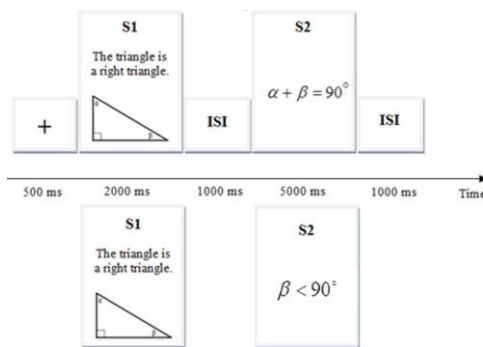 S1
The triangle is
a right triangle.
+
ISI
S2
α + β = 90°
ISI
500 ms 2000 ms 1000 ms 5000 ms 1000 ms Time
S1
The triangle is
a right triangle.
S2
β < 90°